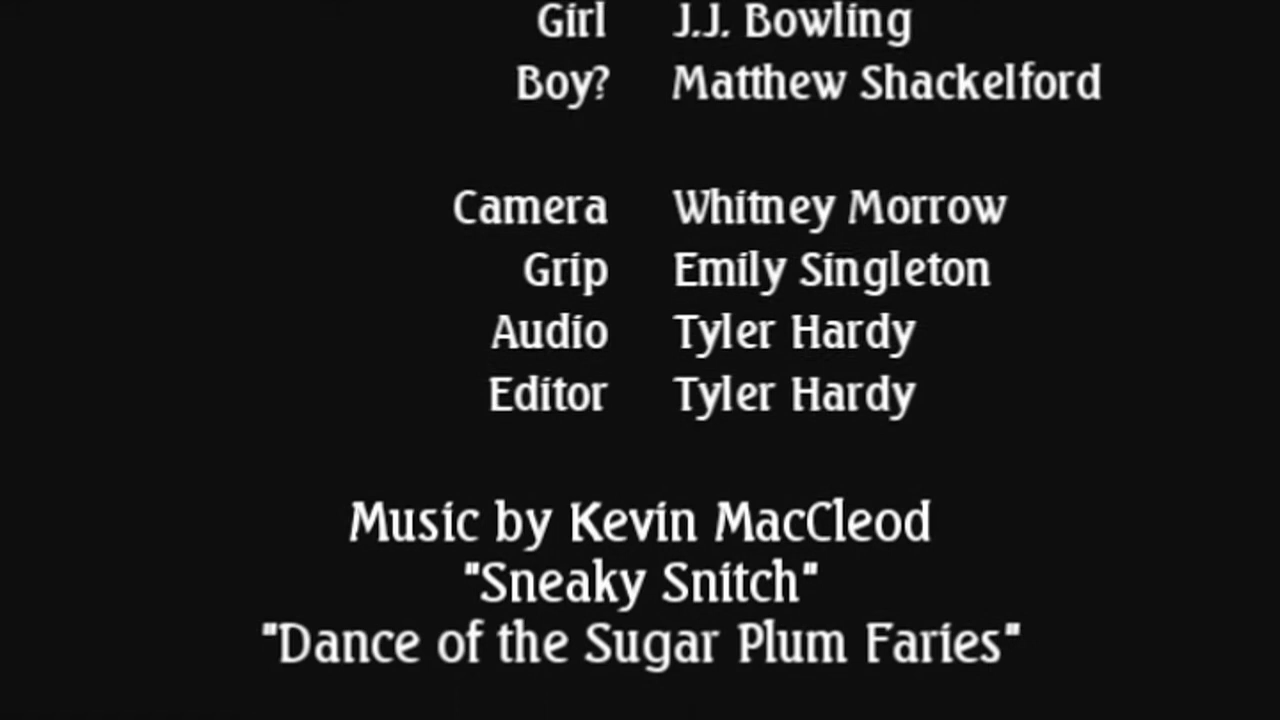 Girl J.J. Bowling
Boy? Matthew Shackelford
Camera Whitney Morrow
Grip Emily Singleton
Audio Tyler Hardy
Editor Tyler Hardy
Music by Kevin MacCleod
"Sneaky Snitch"
"Dance of the Sugar Plum Faries"